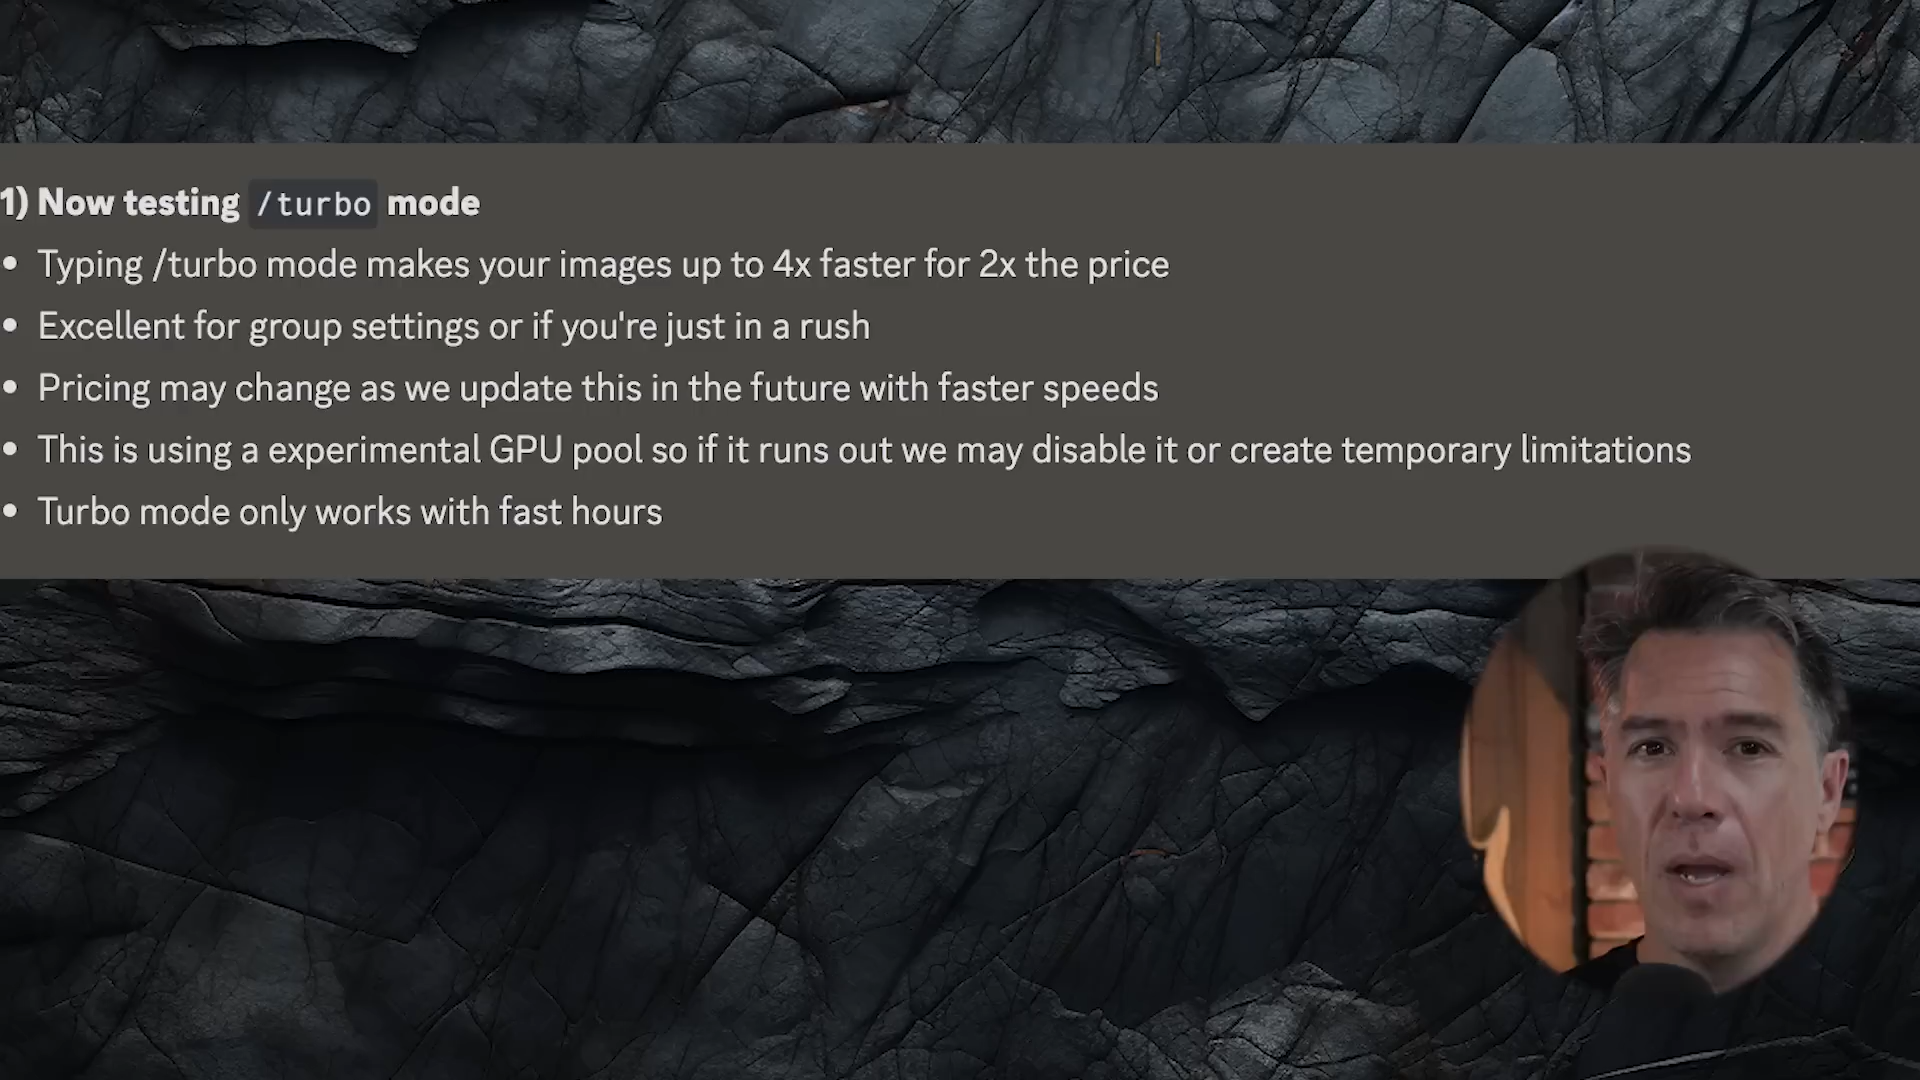 1) Now testing /turbo mode
• Typing /turbo mode makes your images up to 4x faster for 2x the price
• Excellent for group settings or if you're just in a rush
• Pricing may change as we update this in the future with faster speeds
• This is using a experimental GPU pool so if it runs out we may disable it or create temporary limitations
• Turbo mode only works with fast hours